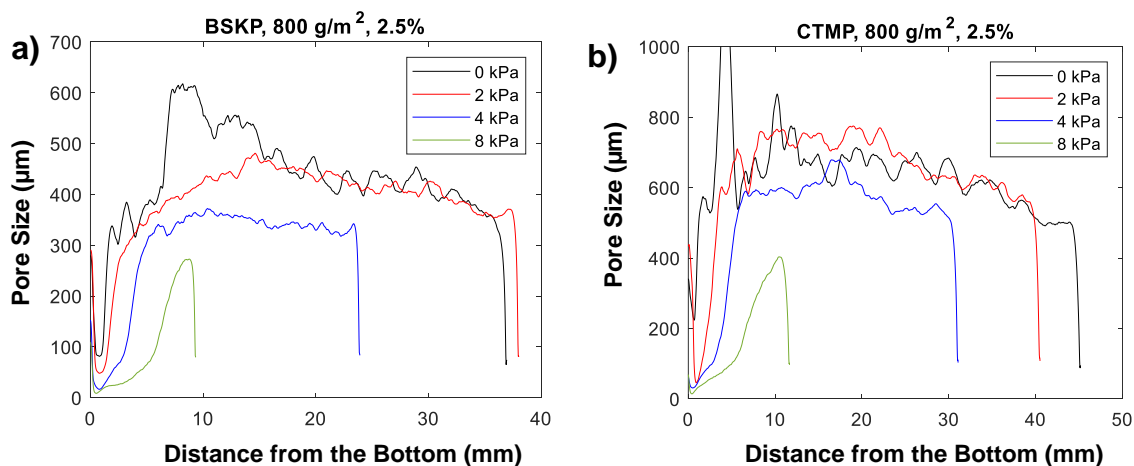 a)
BSKP, 800 g/m², 2.5%
700
600
500
400
300
200
100
0
Pore Size (µm)
0 kPa
2 kPa
4 kPa
8 kPa
0 10 20 30 40
Distance from the Bottom (mm)
b)
CTMP, 800 g/m², 2.5%
1000
800
600
400
200
0
Pore Size (µm)
0 kPa
2 kPa
4 kPa
8 kPa
0 10 20 30 40 50
Distance from the Bottom (mm)